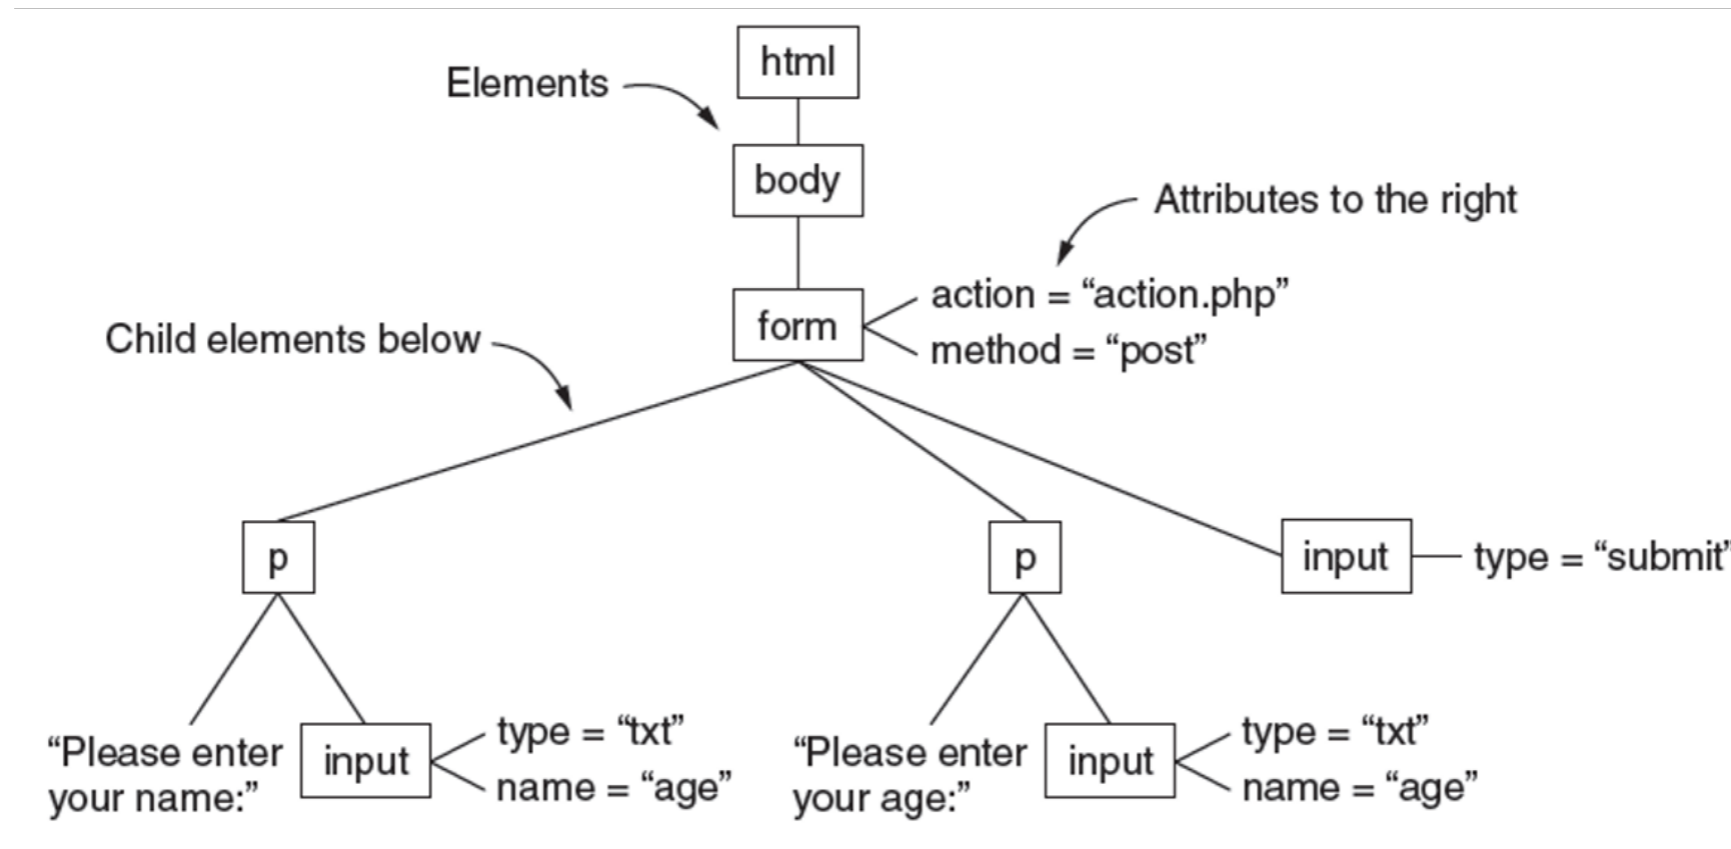 html
Elements
body
Attributes to the right
action = “action.php”
form
Child elements below
method = “post”
p
p
input
type = “submit”
“Please enter
your name:”
input
type = “txt”
name = “age”
“Please enter
your age:”
input
type = “txt”
name = “age”